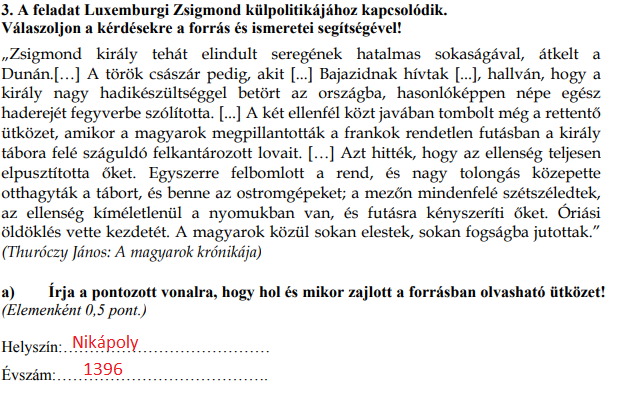 3. A feladat Luxemburgi Zsigmond külpolitikájához kapcsolódik.
Válaszoljon a kérdésekre a forrás és ismeretei segítségével!
„Zsigmond király tehát elindult seregének hatalmas sokaságával, átkelt a
Dunán.[…] A török császár pedig, akit [...] Bajazidnak hívtak [...], hallván, hogy a
király nagy hadikészültséggel betört az országba, hasonlóképpen népe egész
haderejét fegyverbe szólította. [...] A két ellenfél közt javában tombolt még a rettentő
ütközet, amikor a magyarok megpillantották a frankok rendetlen futásban a király
tábora felé száguldó felkantározott lovait. […] Azt hitték, hogy az ellenség teljesen
elpusztította őket. Egyszerre felbomlott a rend, és nagy tolongás közepette
otthagyták a tábort, és benne az ostromgépeket; a mezőn mindenfelé szétszéledtek,
az ellenség kíméletlenül a nyomukban van, és futásra kényszeríti őket. Óriási
öldöklés vette kezdetét. A magyarok közül sokan elestek, sokan fogságba jutottak.”
(Thuróczy János: A magyarok krónikája)
a) Írja a pontozott vonalra, hogy hol és mikor zajlott a forrásban olvasható ütközet!
(Elemenként 0,5 pont.)
Helyszín:…Nikápoly……………………
Évszám:……1396…………………….